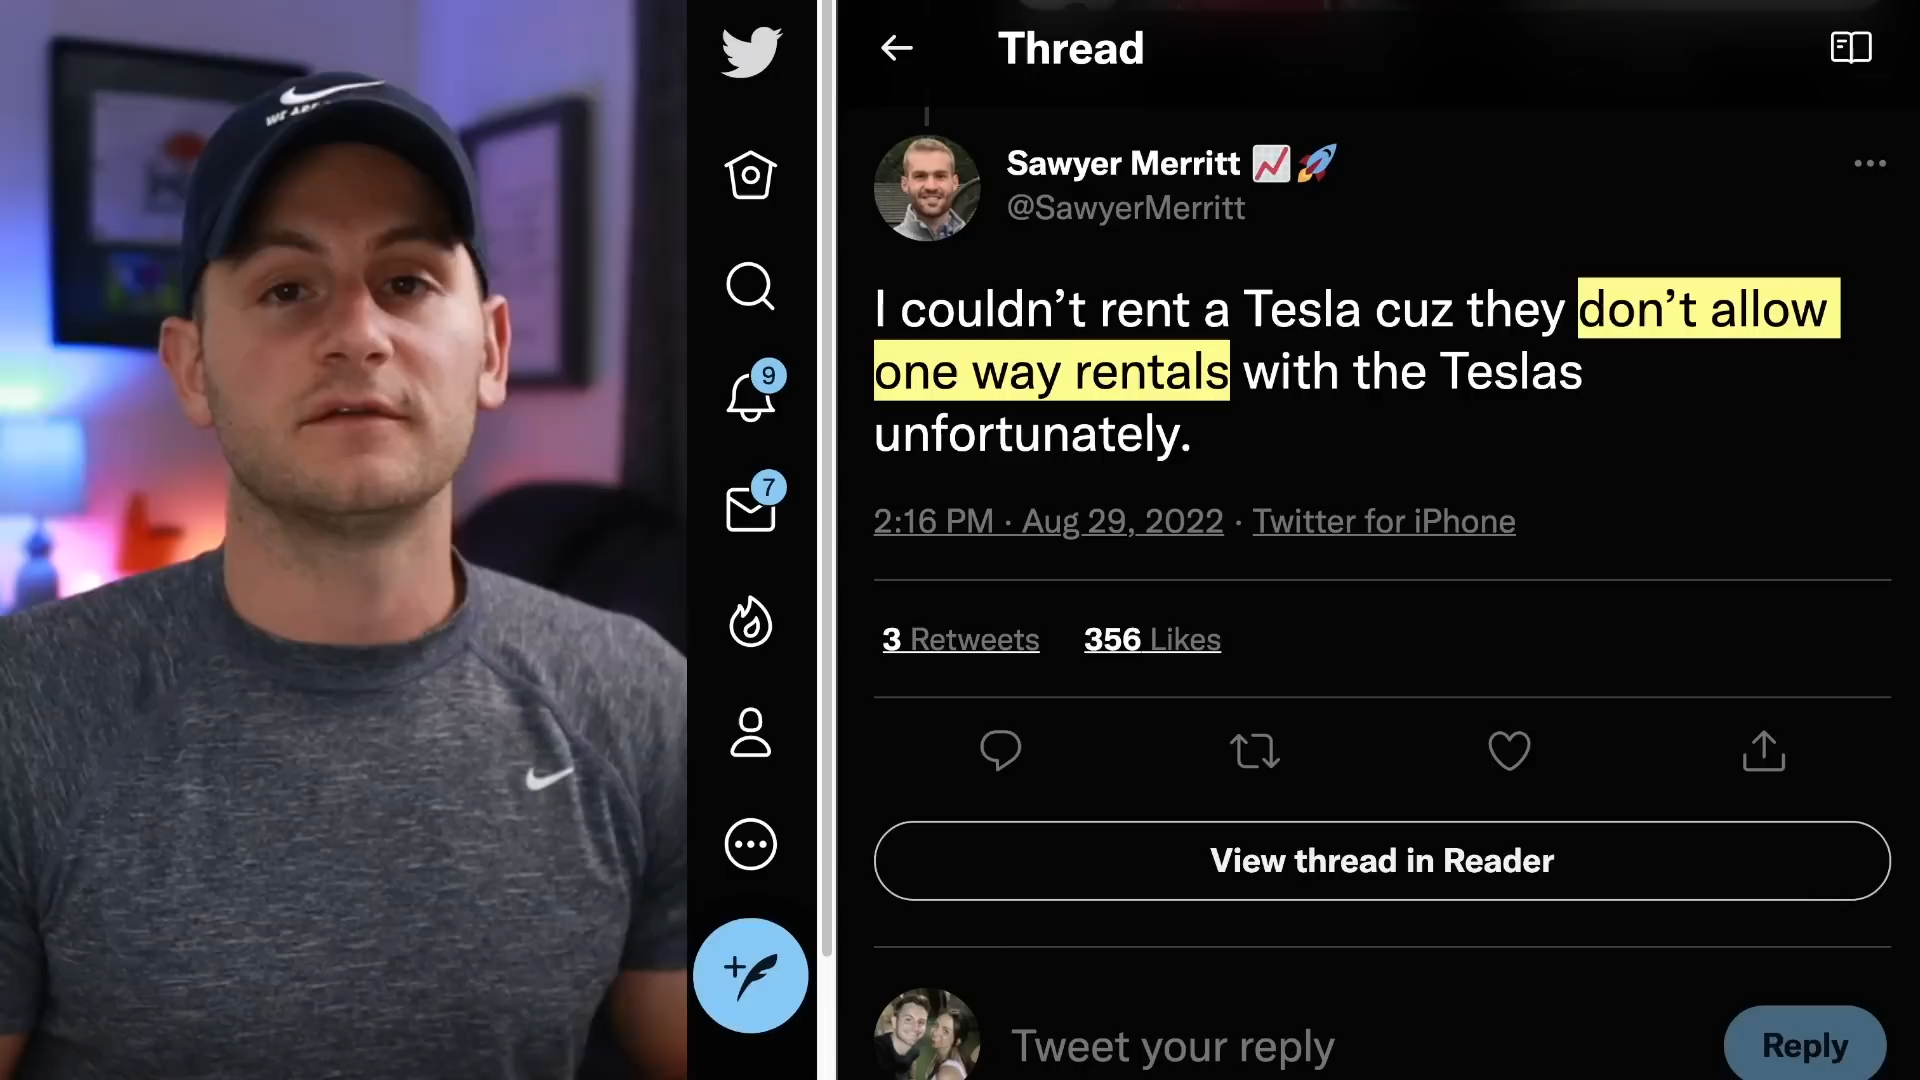 WE ARE
9
7
Thread
Sawyer Merritt
@SawyerMerritt
I couldn’t rent a Tesla cuz they don’t allow
one way rentals with the Teslas
unfortunately.
2:16 PM · Aug 29, 2022 · Twitter for iPhone
3 Retweets 356 Likes
View thread in Reader
Tweet your reply
Reply